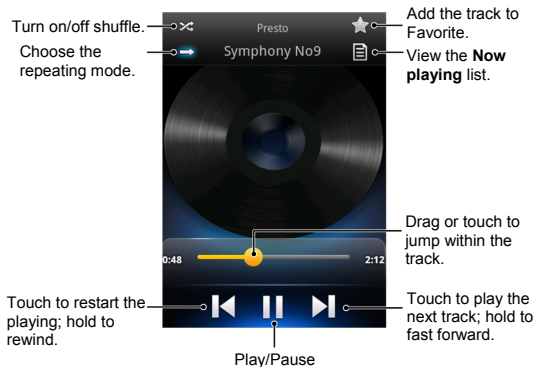 Turn on/off shuffle.
Choose the
repeating mode.
Presto
Symphony No9
Add the track to
Favorite.
View the Now
playing list.
Drag or touch to
jump within the
track.
0:48
2:12
Touch to restart the
playing; hold to
rewind.
Touch to play the
next track; hold to
fast forward.
Play/Pause